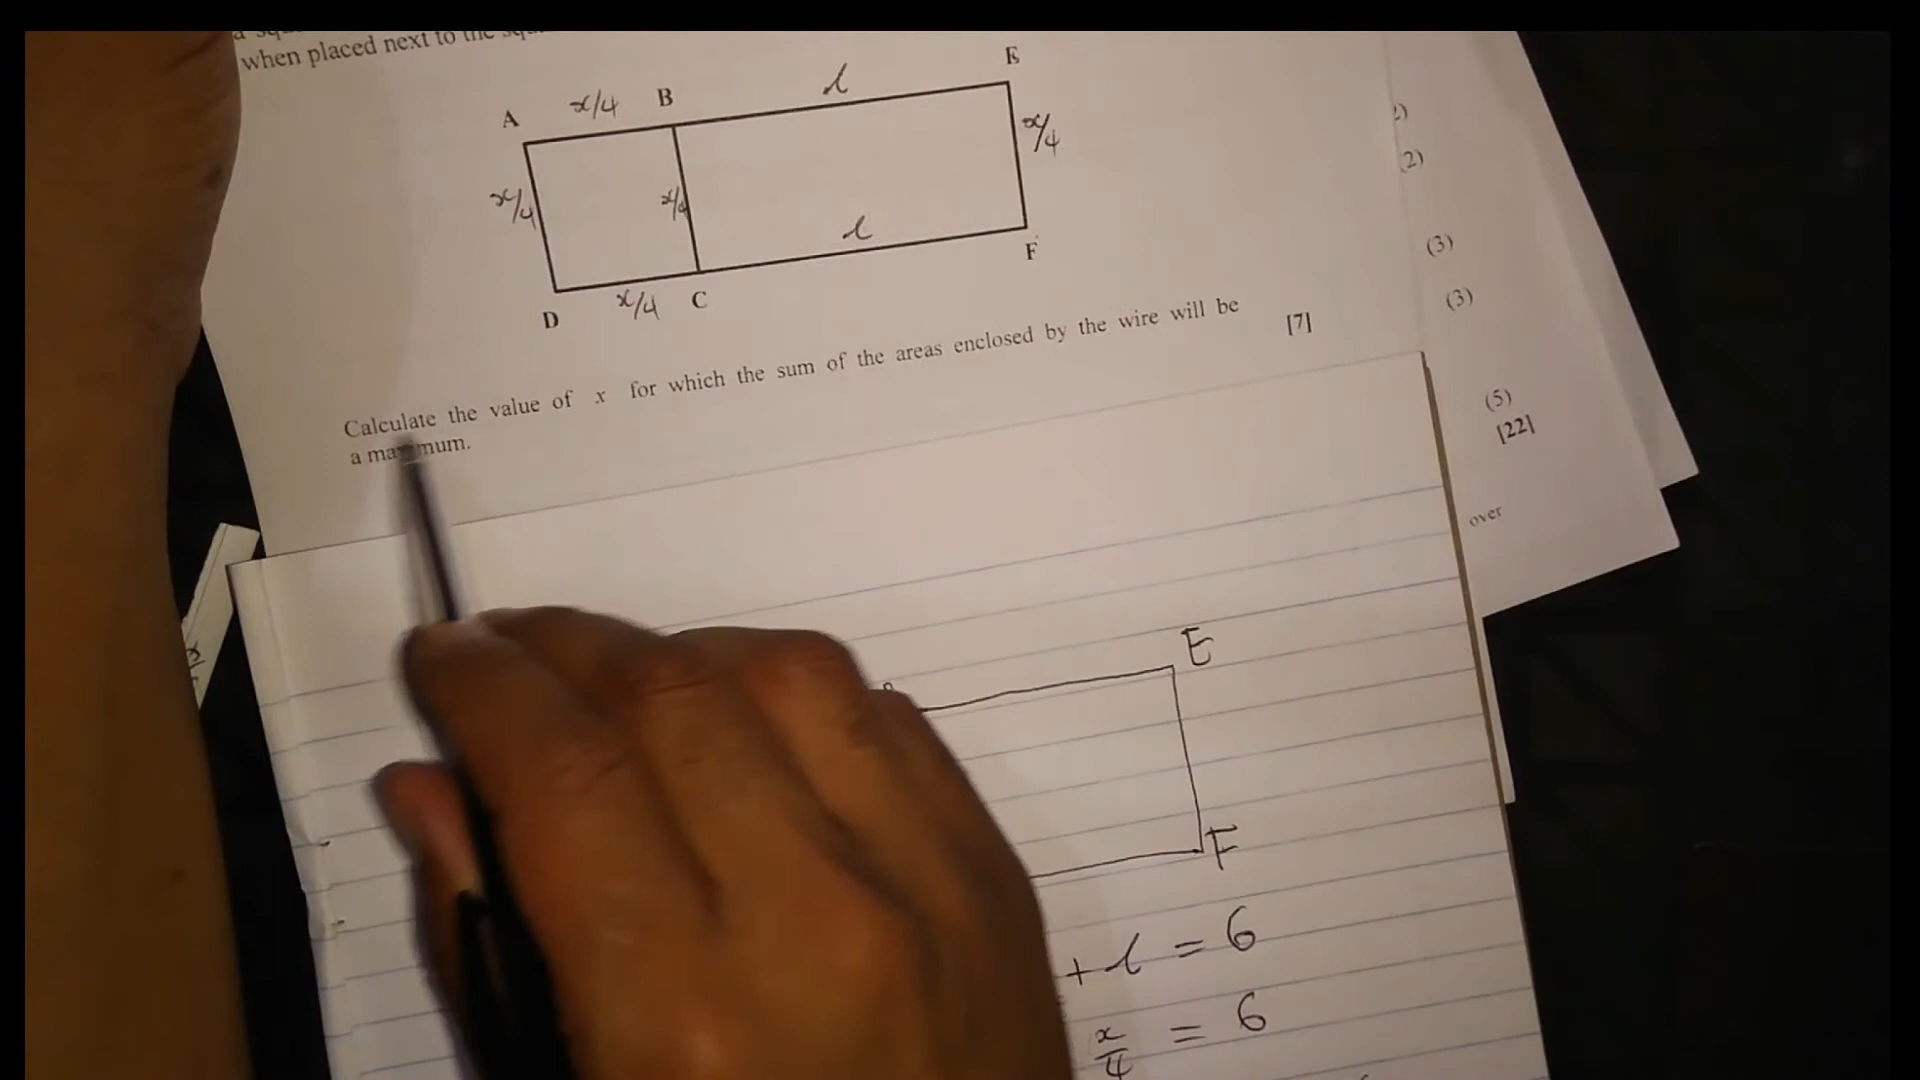 when placed next to the
E
l
A x/4 B
x/4
x/4 x/4
l
F
D x/4 C
Calculate the value of x for which the sum of the areas enclosed by the wire will be [7]
a maximum.
2)
(2)
(3)
(3)
(5)
[22]
over
E
F
+ l = 6
x/4 = 6